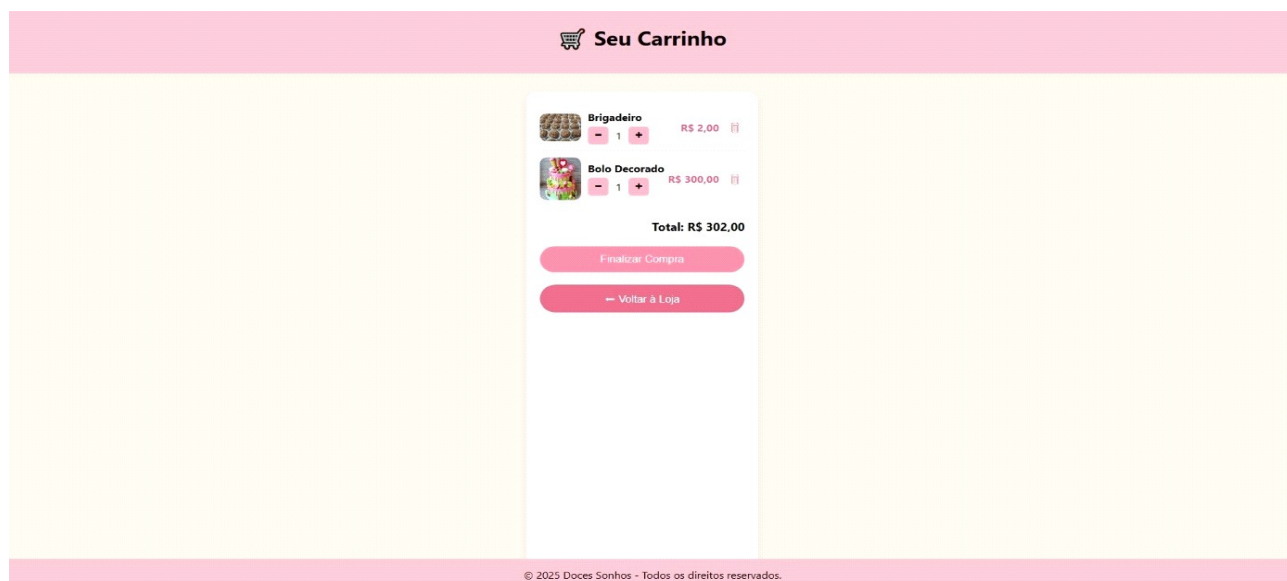 🛒 Seu Carrinho
Brigadeiro
− 1 +
R$ 2,00
Bolo Decorado
− 1 +
R$ 300,00
Total: R$ 302,00
Finalizar Compra
← Voltar à Loja
© 2025 Doces Sonhos - Todos os direitos reservados.